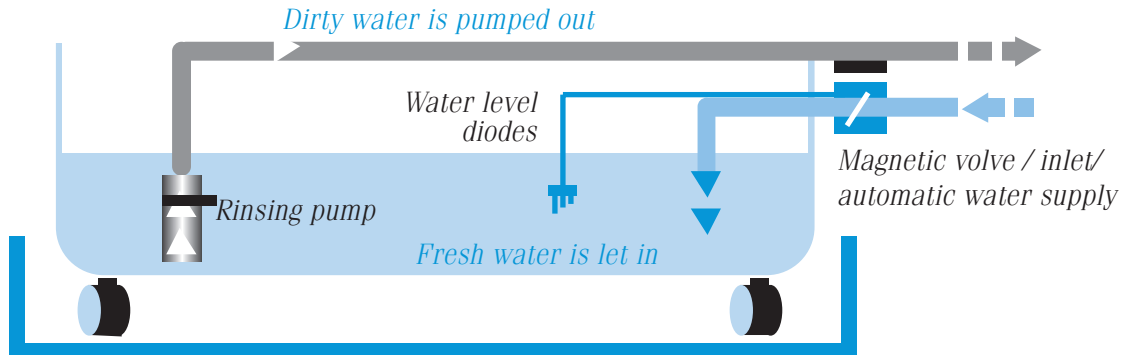 Dirty water is pumped out
Water level
diodes
Magnetic volve / inlet/
automatic water supply
Rinsing pump
Fresh water is let in